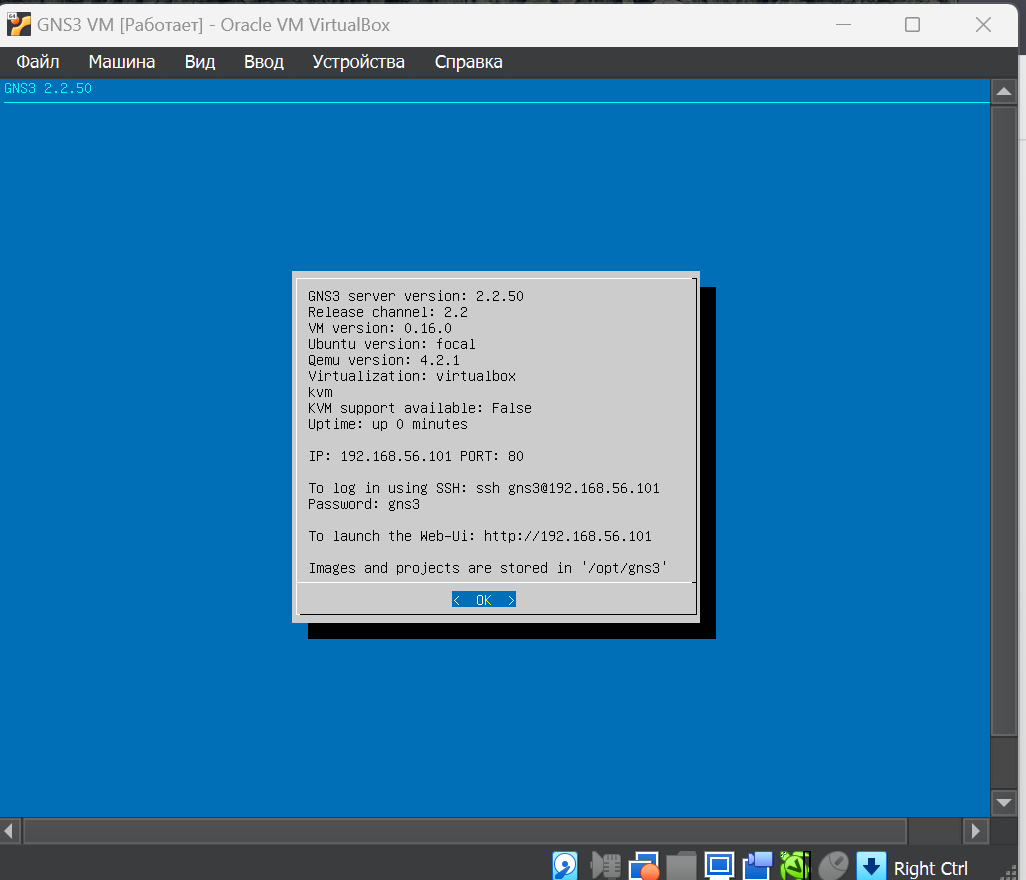 GNS3 VM [Работает] - Oracle VM VirtualBox
Файл Машина Вид Ввод Устройства Справка
GNS3 2.2.50
GNS3 server version: 2.2.50
Release channel: 2.2
VM version: 0.16.0
Ubuntu version: focal
Qemu version: 4.2.1
Virtualization: virtualbox
kvm
KVM support available: False
Uptime: up 0 minutes
IP: 192.168.56.101 PORT: 80
To log in using SSH: ssh gns3@192.168.56.101
Password: gns3
To launch the Web-Ui: http://192.168.56.101
Images and projects are stored in '/opt/gns3'
< OK >
Right Ctrl